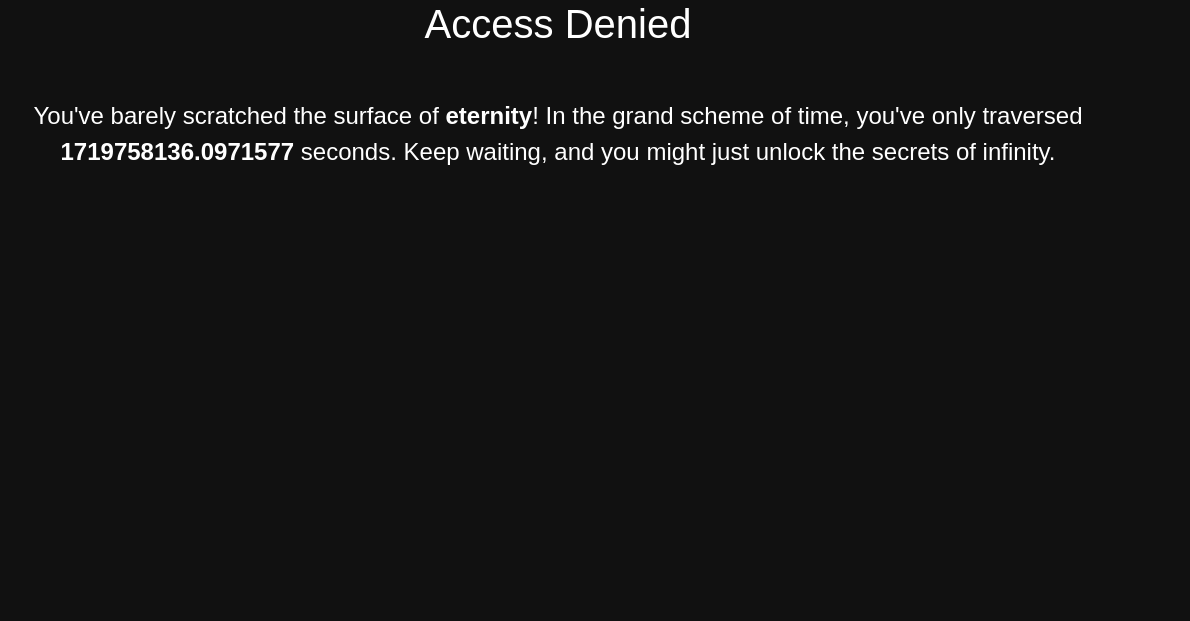 Access Denied
You've barely scratched the surface of eternity! In the grand scheme of time, you've only traversed
1719758136.0971577 seconds. Keep waiting, and you might just unlock the secrets of infinity.